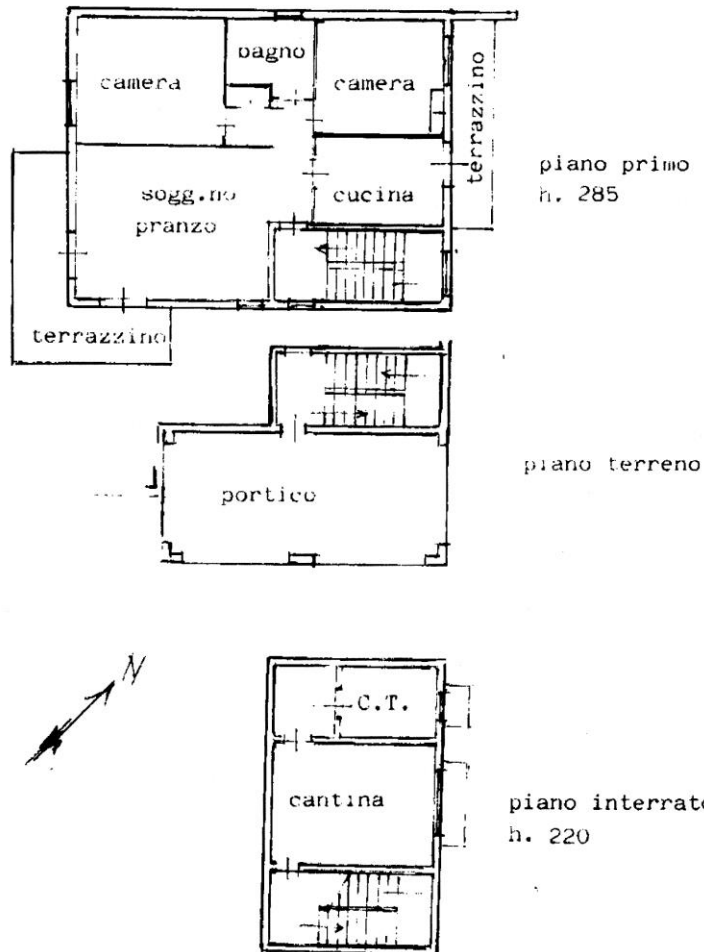 bagno
camera
camera
terrazzino
piano primo
h. 285
sogg.no
pranzo
cucina
terrazzino
piano terreno
portico
N
C.T.
cantina
piano interrato
h. 220